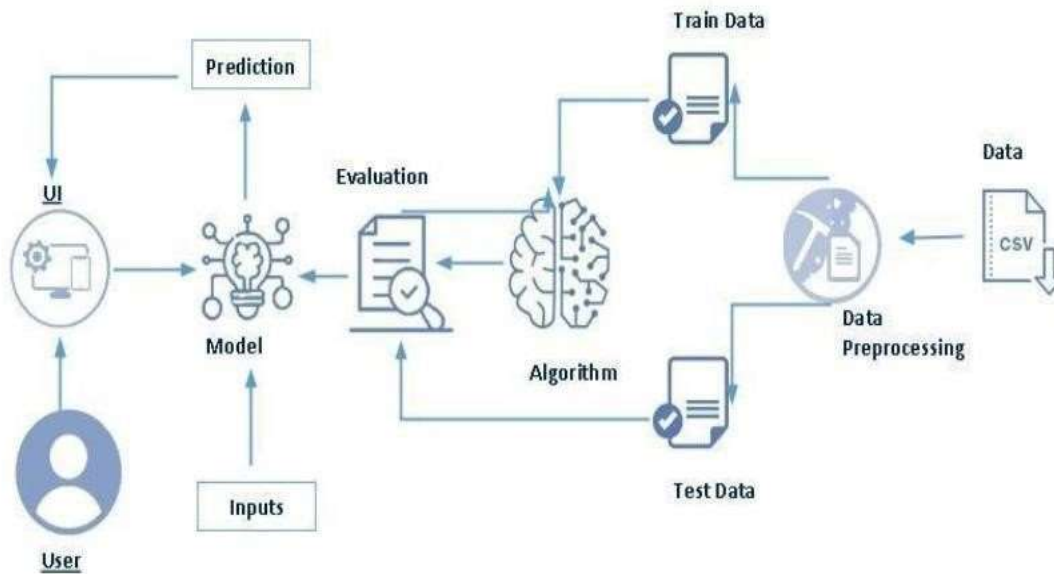 Train Data
Prediction
Data
Evaluation
UI
CSV
Model
Data
Preprocessing
Algorithm
Inputs
Test Data
User